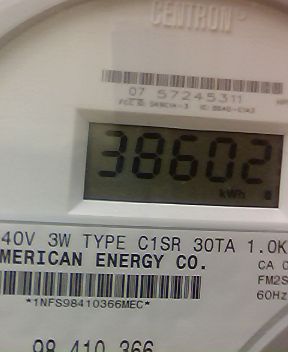 CENTRON®
07 57245311
38602
kWh
40V 3W TYPE C1SR 30TA 1.0K
MERICAN ENERGY CO.
CA 0
FM2S
60Hz
*1NFS98410366MEC*
98 410 366